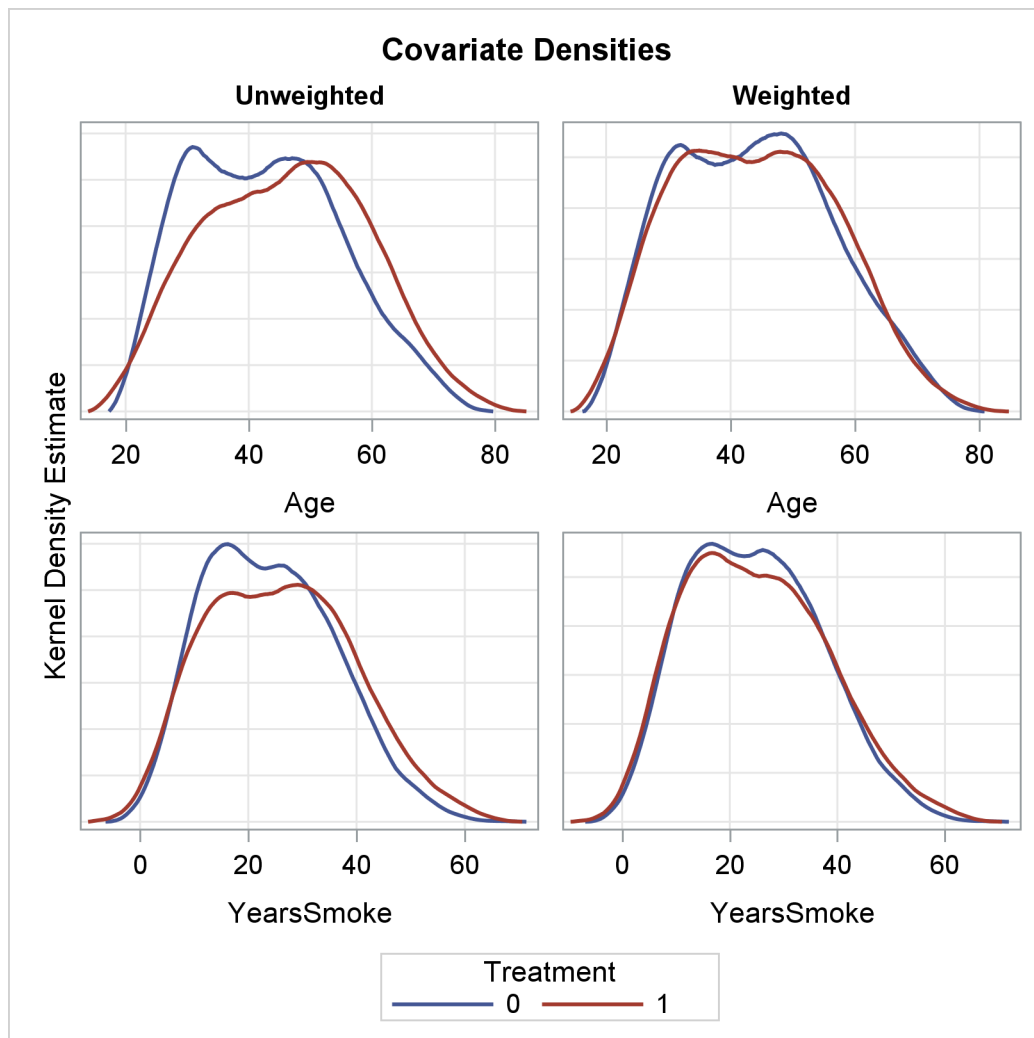 Covariate Densities
Unweighted Weighted
Kernel Density Estimate
20 40 60 80 20 40 60 80
Age Age
0 20 40 60 0 20 40 60
YearsSmoke YearsSmoke
Treatment
0 1